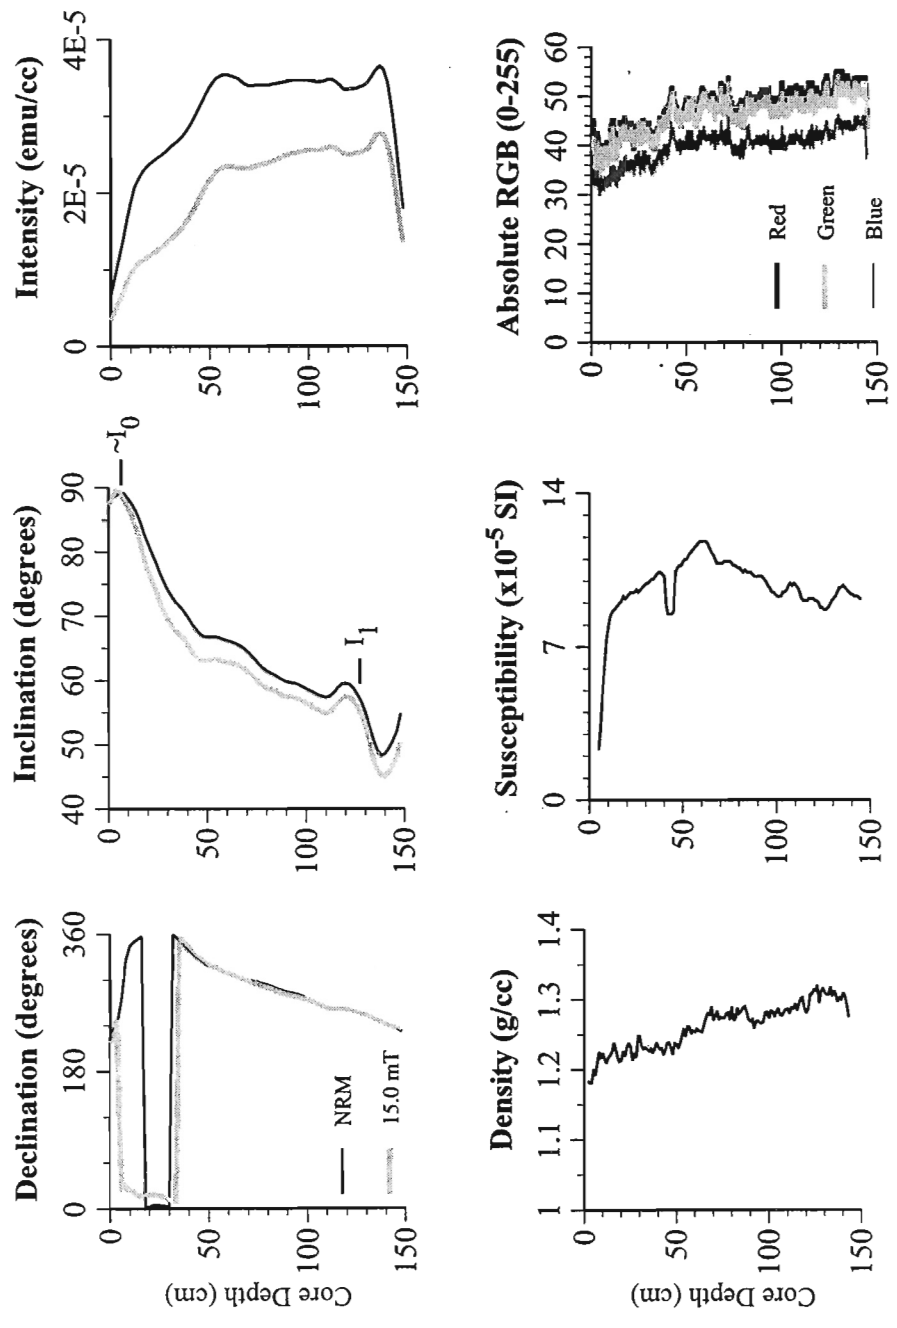 Declination (degrees)
0 180 360
Core Depth (cm)
0
50
100
150
NRM
15.0 mT
Inclination (degrees)
40 50 60 70 80 90
0
50
100
150
~I0
I1
Intensity (emu/cc)
0 2E-5 4E-5
0
50
100
150
Density (g/cc)
1 1.1 1.2 1.3 1.4
Core Depth (cm)
0
50
100
150
Susceptibility (x10-5 SI)
0 7 14
0
50
100
150
Absolute RGB (0-255)
0 10 20 30 40 50 60
0
50
100
150
Red
Green
Blue